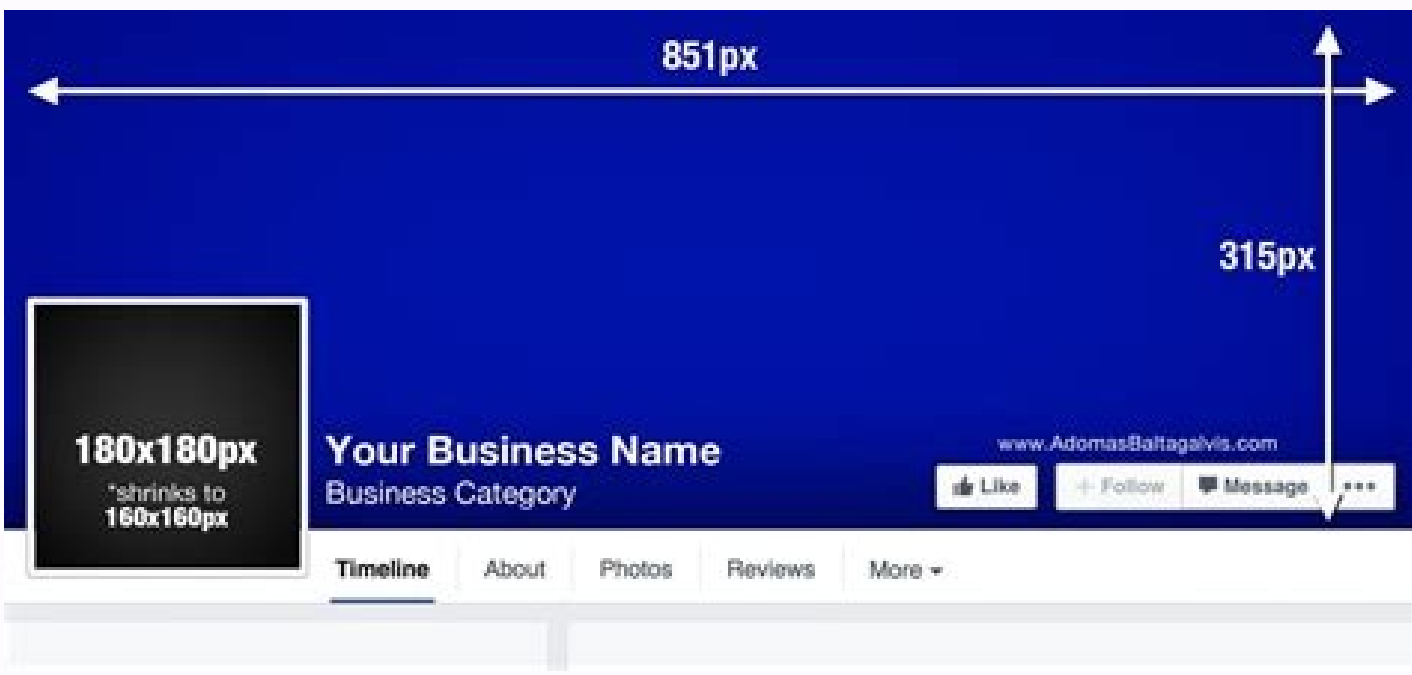 851px
315px
180x180px
*shrinks to
160x160px
Your Business Name
Business Category
www.AdomasBaltagalvis.com
Like
+ Follow
Message
•••
Timeline
About
Photos
Reviews
More